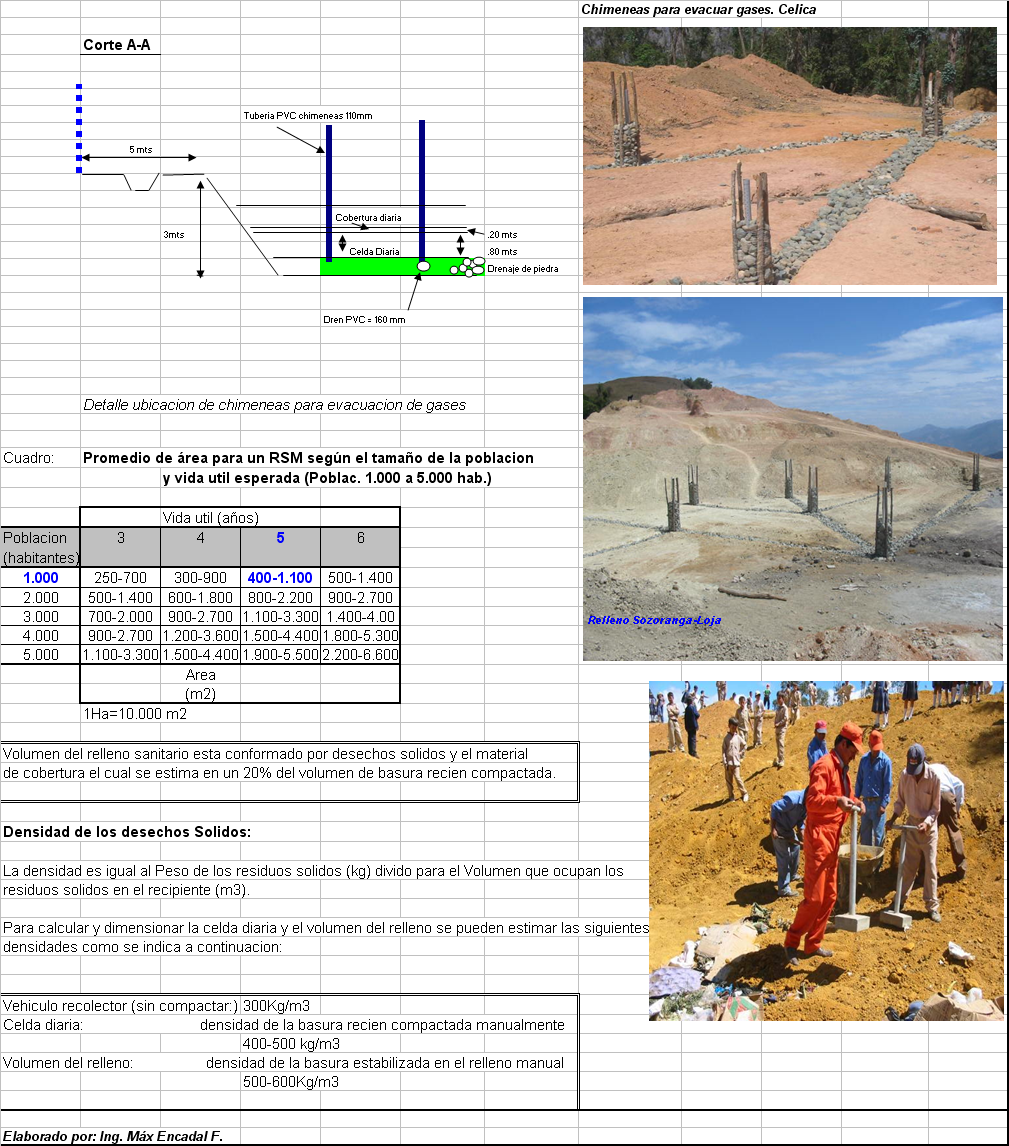 Chimeneas para evacuar gases. Celica
Corte A-A
Tuberia PVC chimeneas 110mm
5 mts
Cobertura diaria
3mts
.20 mts
Celda Diaria
.80 mts
Drenaje de piedra
Dren PVC = 160 mm
Detalle ubicacion de chimeneas para evacuacion de gases
Cuadro: Promedio de área para un RSM según el tamaño de la poblacion
y vida util esperada (Poblac. 1.000 a 5.000 hab.)
Vida util (años)
Poblacion 3 4 5 6
(habitantes)
1.000 250-700 300-900 400-1.100 500-1.400
2.000 500-1.400 600-1.800 800-2.200 900-2.700
3.000 700-2.000 900-2.700 1.100-3.300 1.400-4.00
4.000 900-2.700 1.200-3.600 1.500-4.400 1.800-5.300
5.000 1.100-3.300 1.500-4.400 1.900-5.500 2.200-6.600
Area
(m2)
1Ha=10.000 m2
Relleno Sozoranga-Loja
Volumen del relleno sanitario esta conformado por desechos solidos y el material
de cobertura el cual se estima en un 20% del volumen de basura recien compactada.
Densidad de los desechos Solidos:
La densidad es igual al Peso de los residuos solidos (kg) divido para el Volumen que ocupan los
residuos solidos en el recipiente (m3).
Para calcular y dimensionar la celda diaria y el volumen del relleno se pueden estimar las siguientes
densidades como se indica a continuacion:
Vehiculo recolector (sin compactar:) 300Kg/m3
Celda diaria: densidad de la basura recien compactada manualmente
400-500 kg/m3
Volumen del relleno: densidad de la basura estabilizada en el relleno manual
500-600Kg/m3
Elaborado por: Ing. Máx Encadal F.